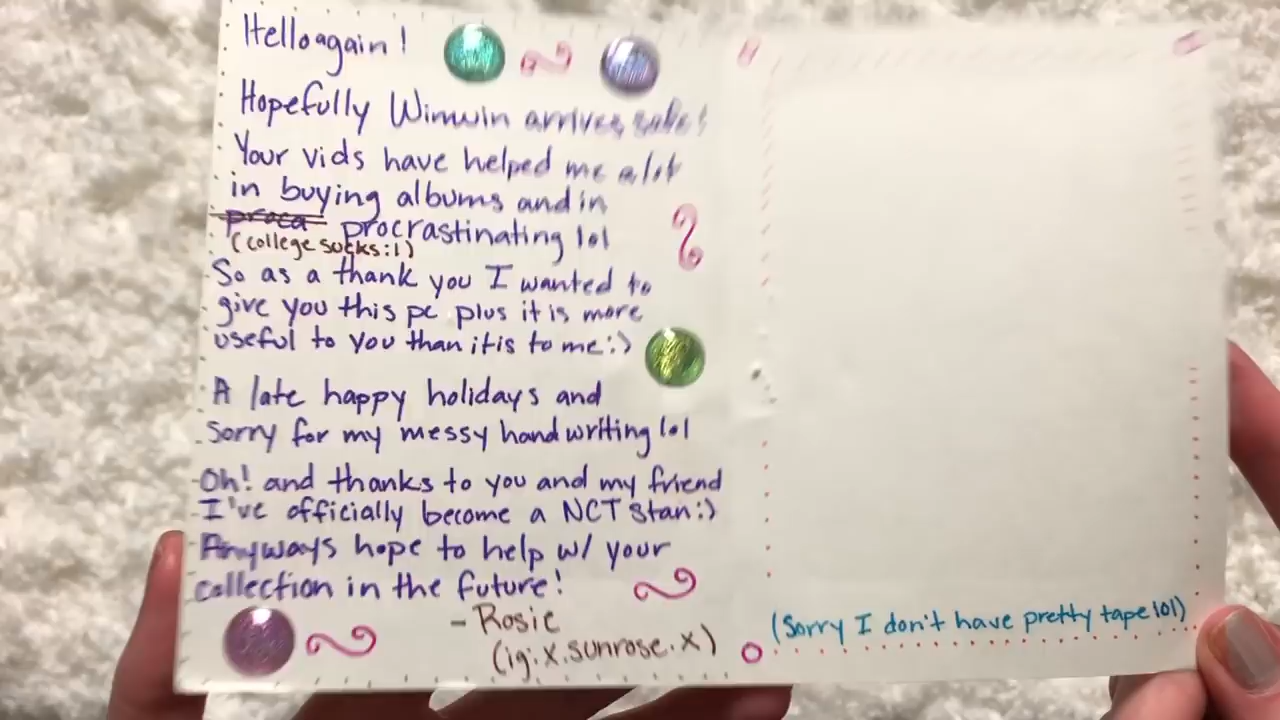 Hello again!
Hopefully Winwin arrives safe!
Your vids have helped me a lot
in buying albums and in
proca procrastinating lol
(college sucks :l)
So as a thank you I wanted to
give you this pc plus it is more
useful to you than it is to me :)
A late happy holidays and
sorry for my messy handwriting lol
Oh! and thanks to you and my friend
I've officially become a NCT stan :)
Anyways hope to help w/ your
collection in the future!
- Rosie
(ig: x.sunrose.x)
(Sorry I don't have pretty tape lol)